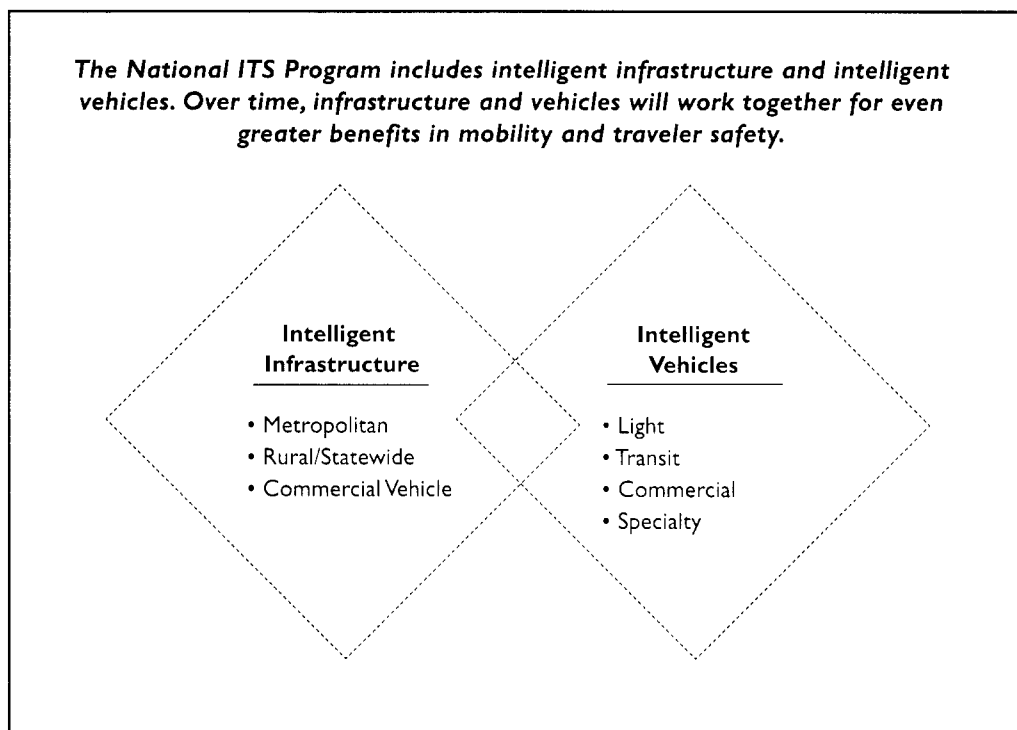 The National ITS Program includes intelligent infrastructure and intelligent
vehicles. Over time, infrastructure and vehicles will work together for even
greater benefits in mobility and traveler safety.
Intelligent
Infrastructure
• Metropolitan
• Rural/Statewide
• Commercial Vehicle
Intelligent
Vehicles
• Light
• Transit
• Commercial
• Specialty